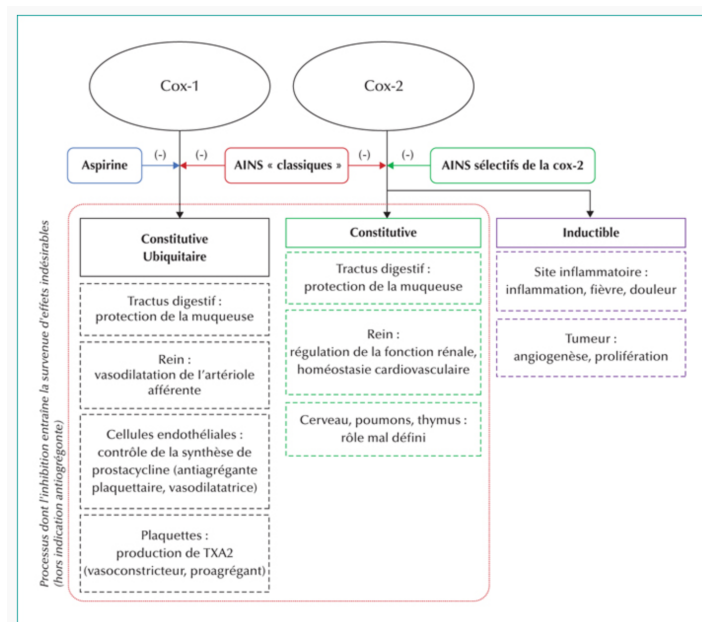 Cox-1
Cox-2
(-)
(-)
(-)
(-)
Aspirine
AINS « classiques »
AINS sélectifs de la cox-2
Constitutive
Ubiquitaire
Tractus digestif :
protection de la muqueuse
Rein :
vasodilatation de l’artériole
afférente
Cellules endothéliales :
contrôle de la synthèse de
prostacycline (antiagrégante
plaquettaire, vasodilatatrice)
Plaquettes :
production de TXA2
(vasoconstricteur, proagrégant)
Constitutive
Tractus digestif :
protection de la muqueuse
Rein :
régulation de la fonction rénale,
homéostasie cardiovasculaire
Cerveau, poumons, thymus :
rôle mal défini
Inductible
Site inflammatoire :
inflammation, fièvre, douleur
Tumeur :
angiogenèse, prolifération
Processus dont l’inhibition entraîne la survenue d’effets indésirables
(hors indication antiogrégonte)